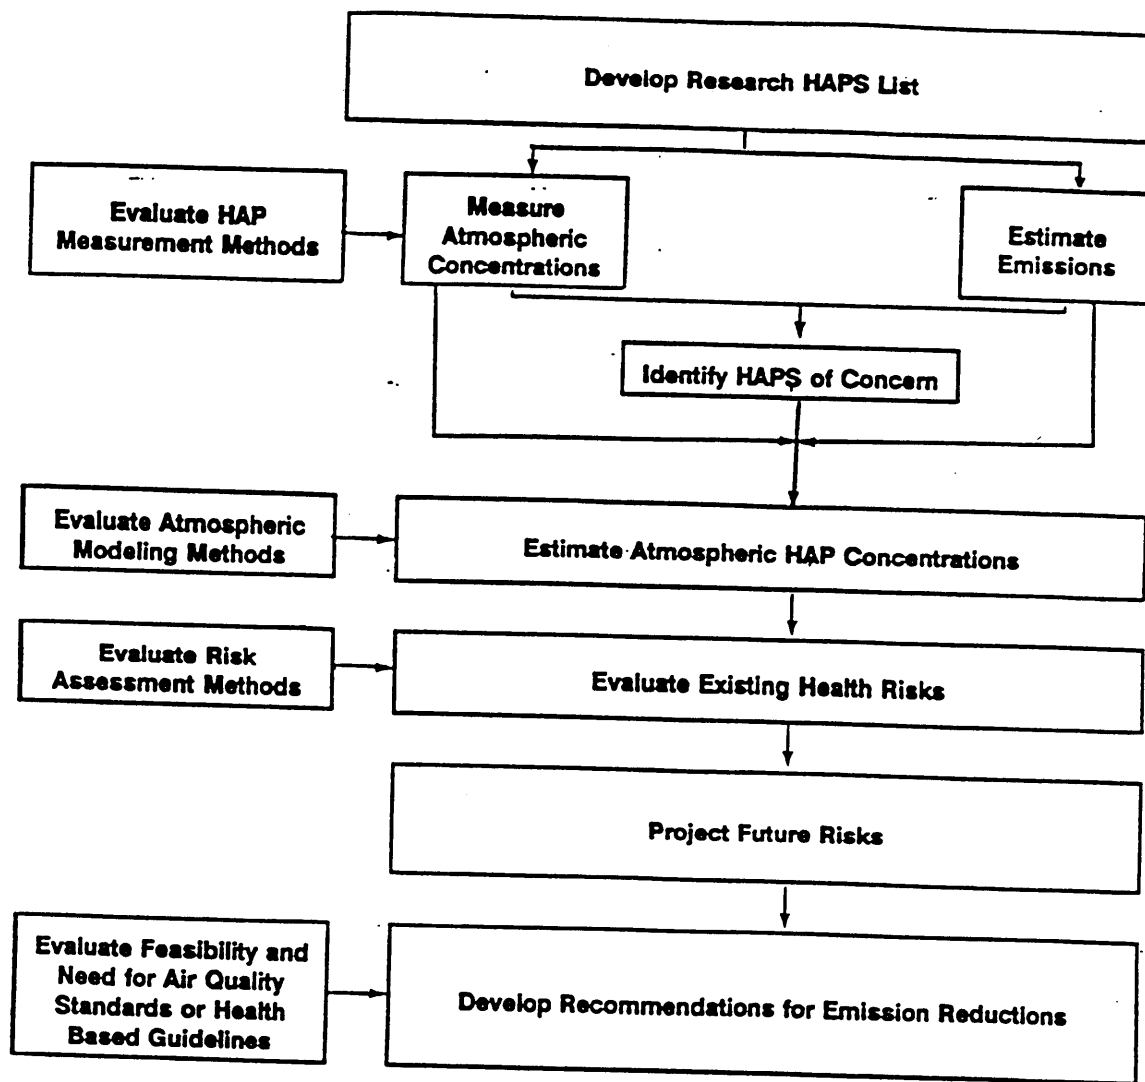 Develop Research HAPS List
Evaluate HAP
Measurement Methods
Measure
Atmospheric
Concentrations
Estimate
Emissions
Identify HAPS of Concern
Evaluate Atmospheric
Modeling Methods
Estimate Atmospheric HAP Concentrations
Evaluate Risk
Assessment Methods
Evaluate Existing Health Risks
Project Future Risks
Evaluate Feasibility and
Need for Air Quality
Standards or Health
Based Guidelines
Develop Recommendations for Emission Reductions